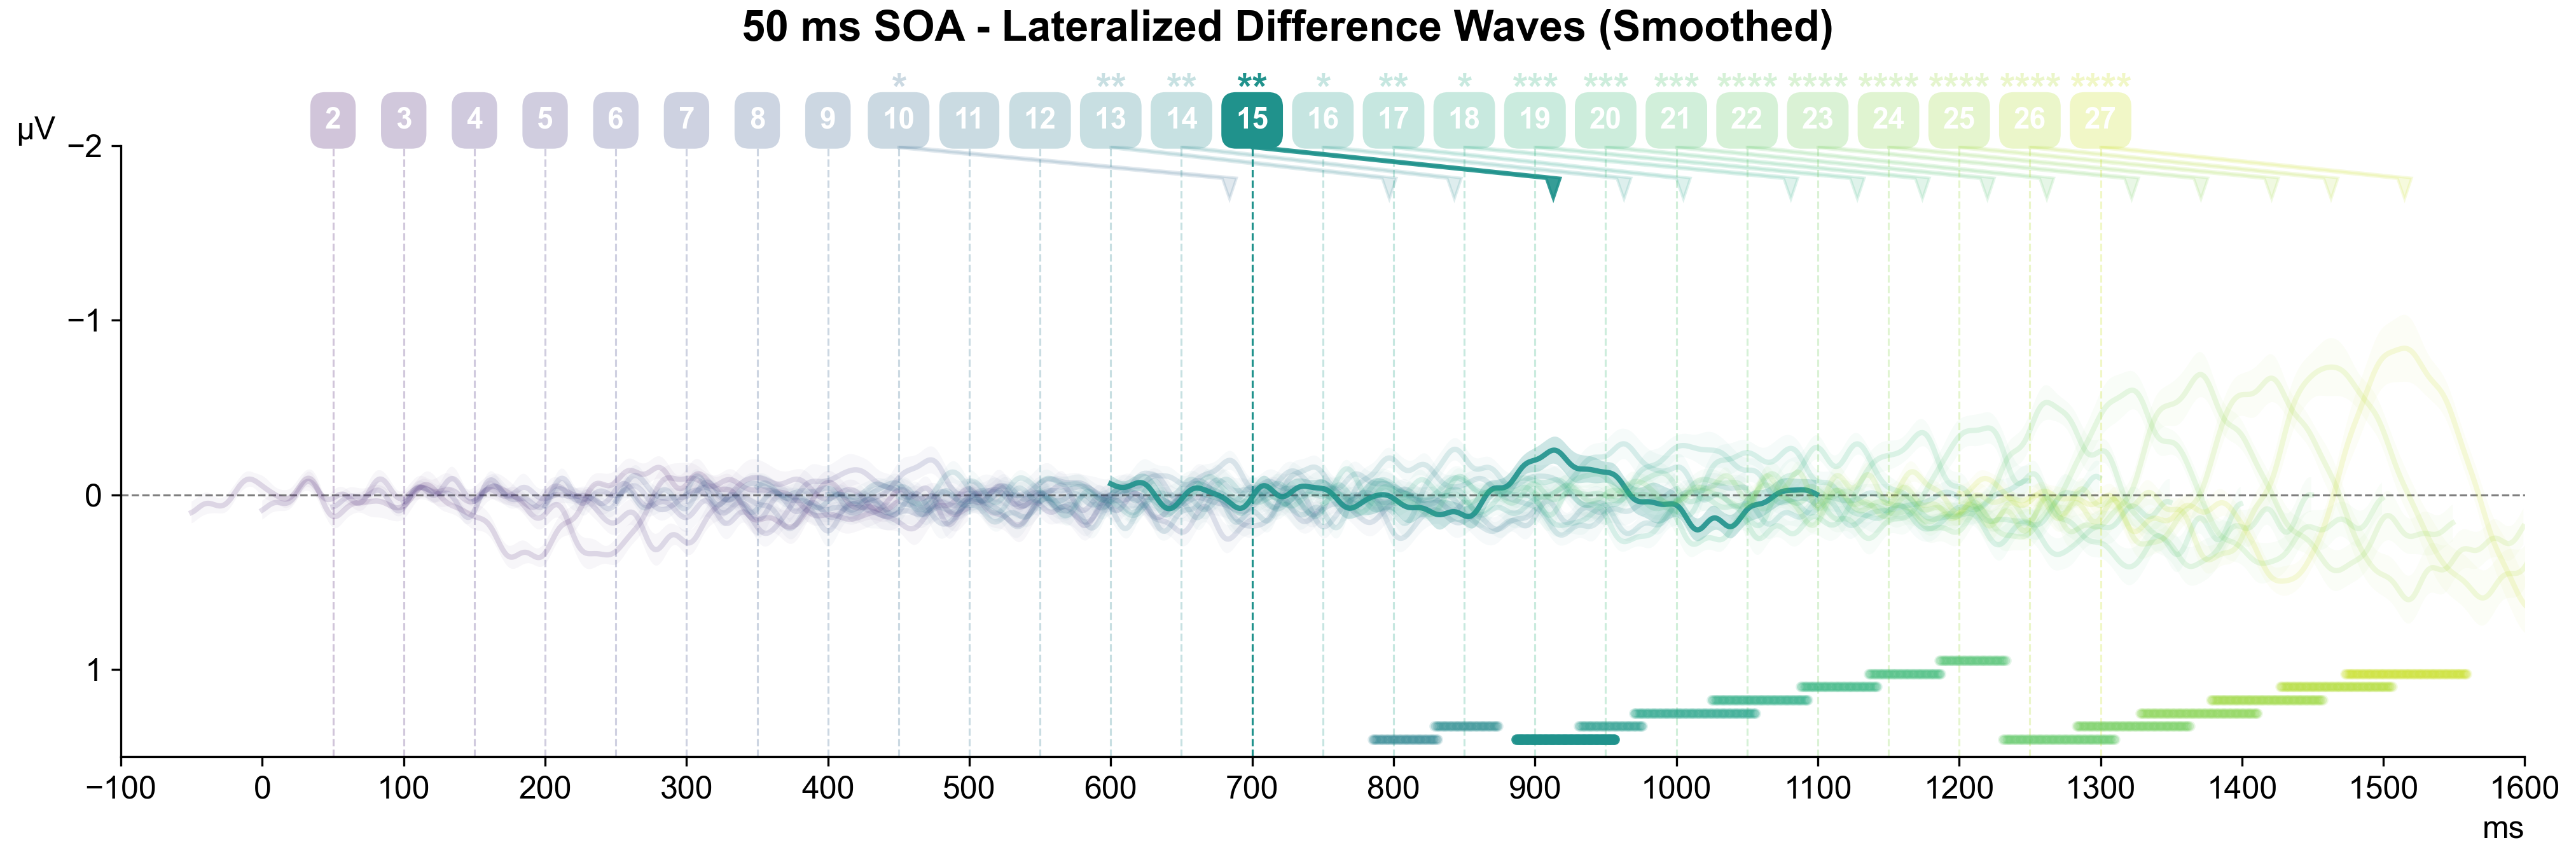 50 ms SOA - Lateralized Difference Waves (Smoothed)
* ** ** ** * ** * *** *** *** **** **** **** **** **** ****
2 3 4 5 6 7 8 9 10 11 12 13 14 15 16 17 18 19 20 21 22 23 24 25 26 27
µV
−2
−1
0
1
−100 0 100 200 300 400 500 600 700 800 900 1000 1100 1200 1300 1400 1500 1600
ms